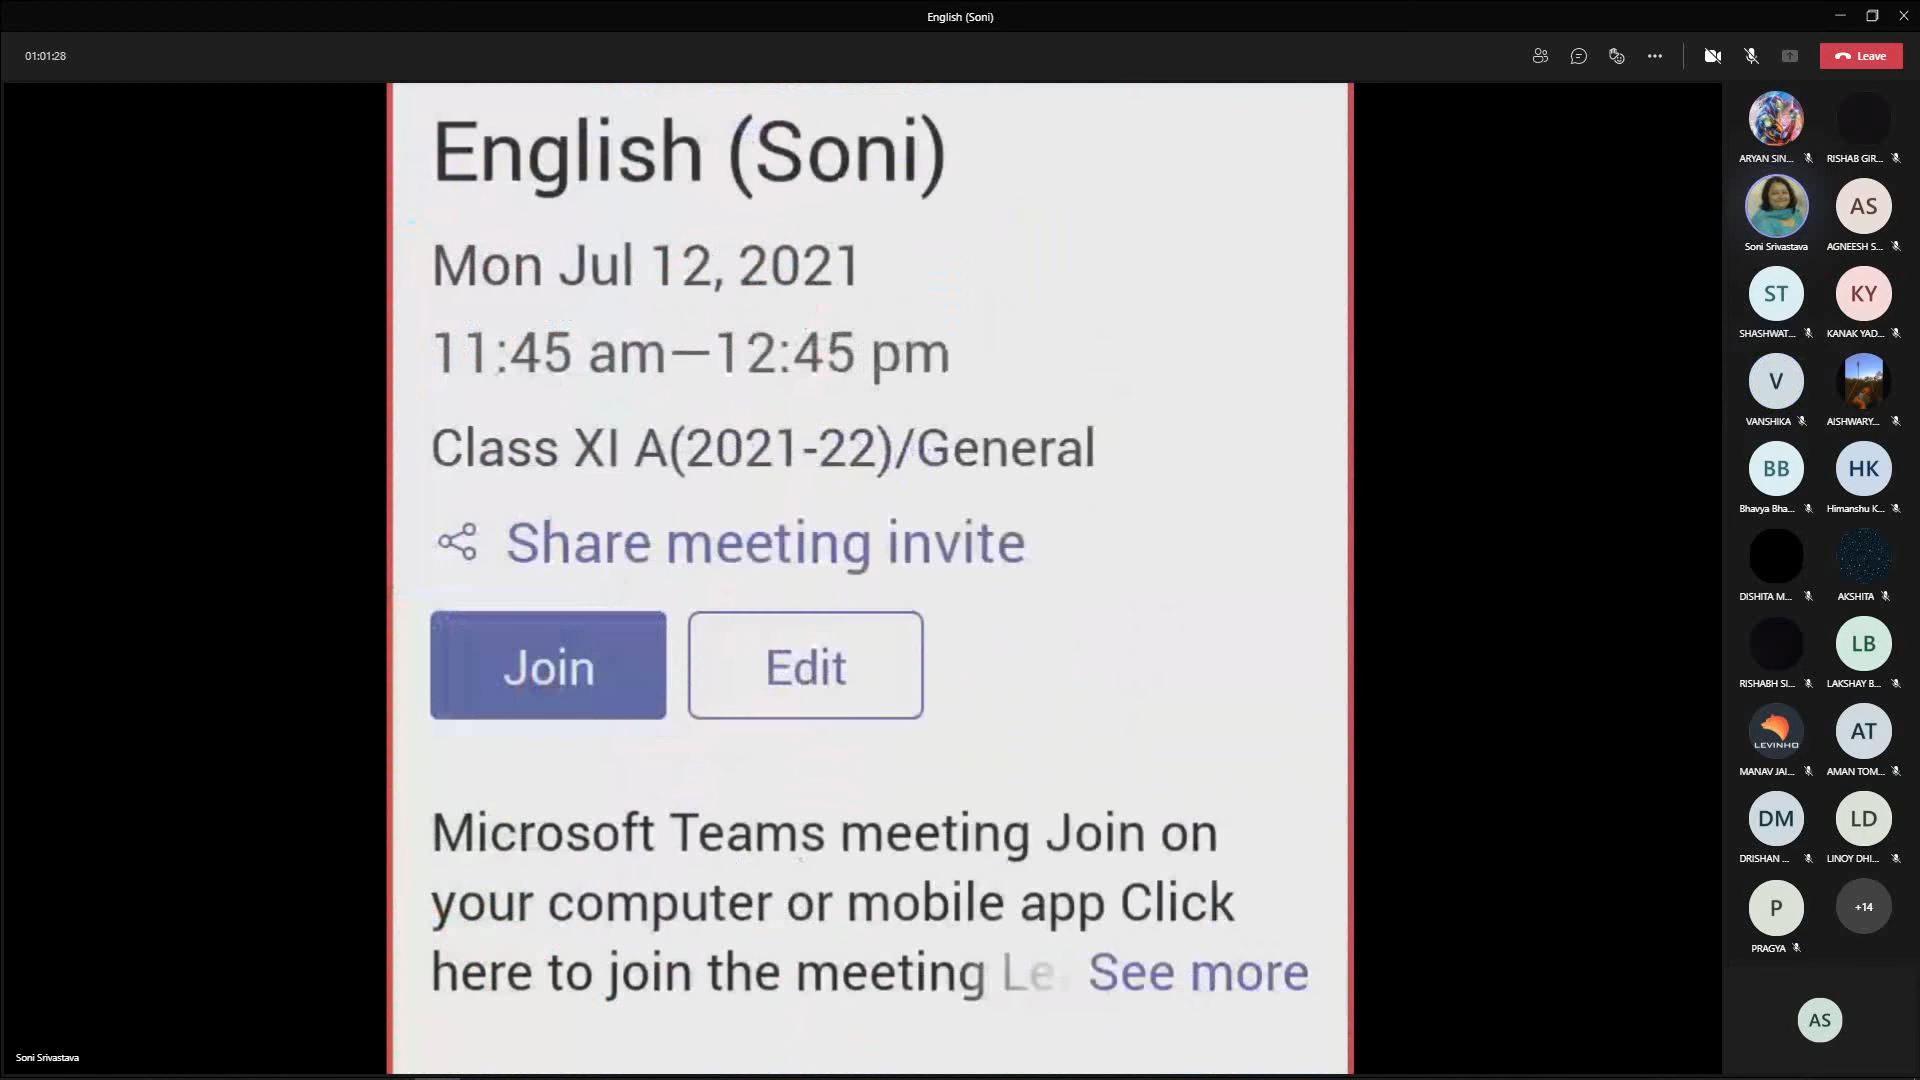 English (Soni)
01:01:28
Leave
English (Soni)
Mon Jul 12, 2021
11:45 am—12:45 pm
Class XI A(2021-22)/General
Share meeting invite
Join
Edit
Microsoft Teams meeting Join on
your computer or mobile app Click
here to join the meeting Le
See more
Soni Srivastava
ARYAN SIN...
RISHAB GIR...
Soni Srivastava
AS
AGNEESH S...
ST
SHASHWAT...
KY
KANAK YAD...
V
VANSHIKA
AISHWARY...
BB
Bhavya Bha...
HK
Himanshu K...
DISHITA M...
AKSHITA
RISHABH SI...
LB
LAKSHAY B...
LEVINHO
MANAV JAI...
AT
AMAN TOM...
DM
DRISHAN ...
LD
LINOY DHI...
P
PRAGYA
+14
AS